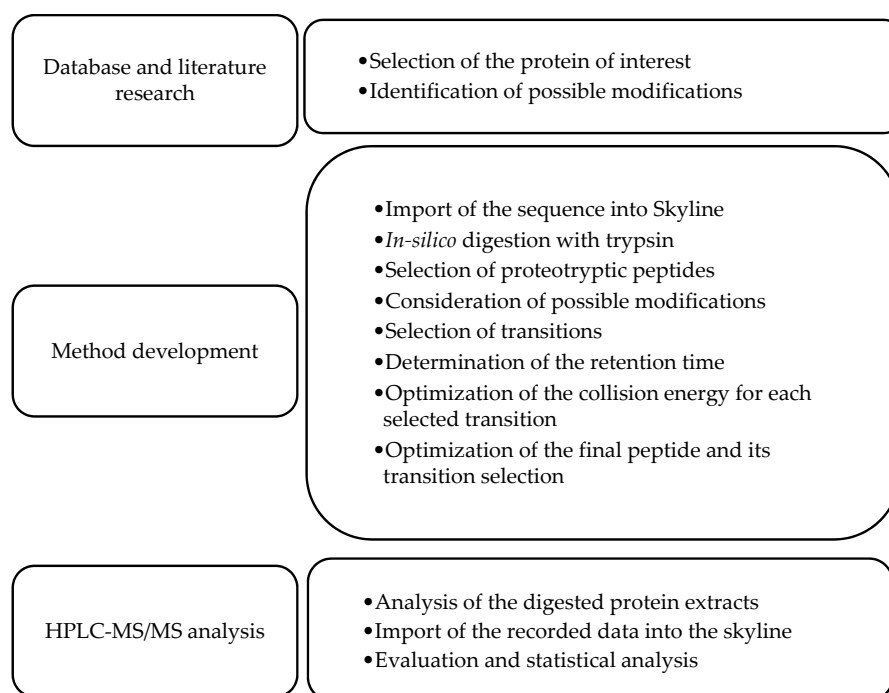 Database and literature
research
•Selection of the protein of interest
•Identification of possible modifications
Method development
•Import of the sequence into Skyline
•In-silico digestion with trypsin
•Selection of proteotryptic peptides
•Consideration of possible modifications
•Selection of transitions
•Determination of the retention time
•Optimization of the collision energy for each
selected transition
•Optimization of the final peptide and its
transition selection
HPLC-MS/MS analysis
•Analysis of the digested protein extracts
•Import of the recorded data into the skyline
•Evaluation and statistical analysis